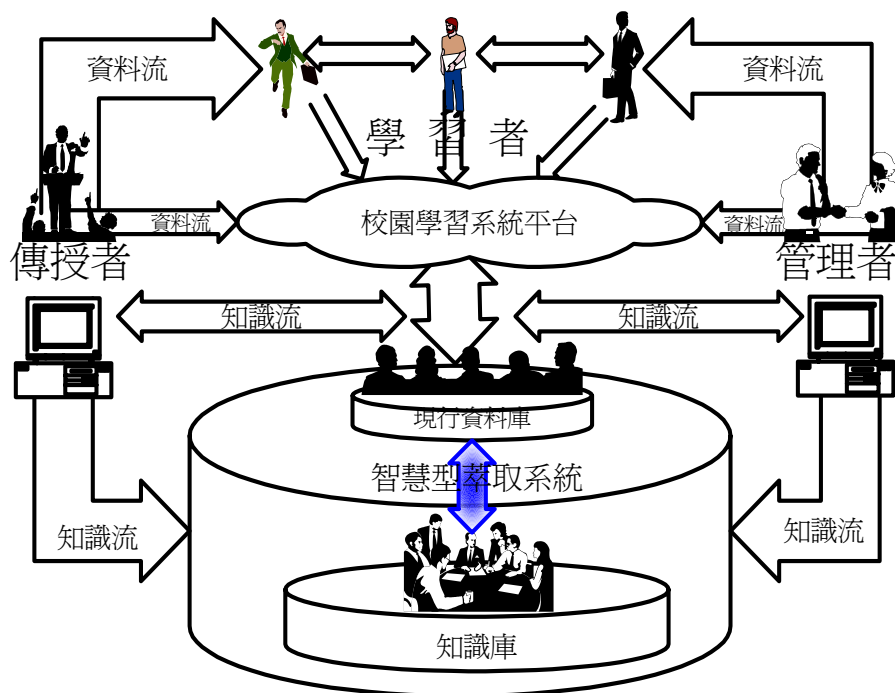 資料流
資料流
學習者
資料流
校園學習系統平台
資料流
傳授者
管理者
知識流
知識流
現行資料庫
智慧型萃取系統
知識流
知識流
知識庫